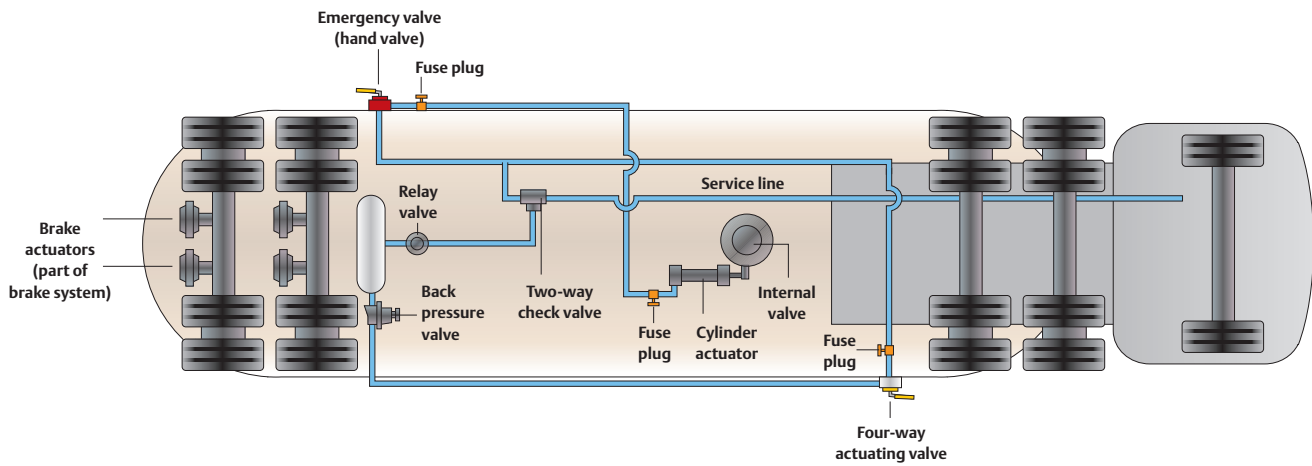 Emergency valve
(hand valve)
Fuse plug
Service line
Relay
valve
Brake
actuators
(part of
brake system)
Back
pressure
valve
Two-way
check valve
Fuse
plug
Cylinder
actuator
Internal
valve
Fuse
plug
Four-way
actuating valve